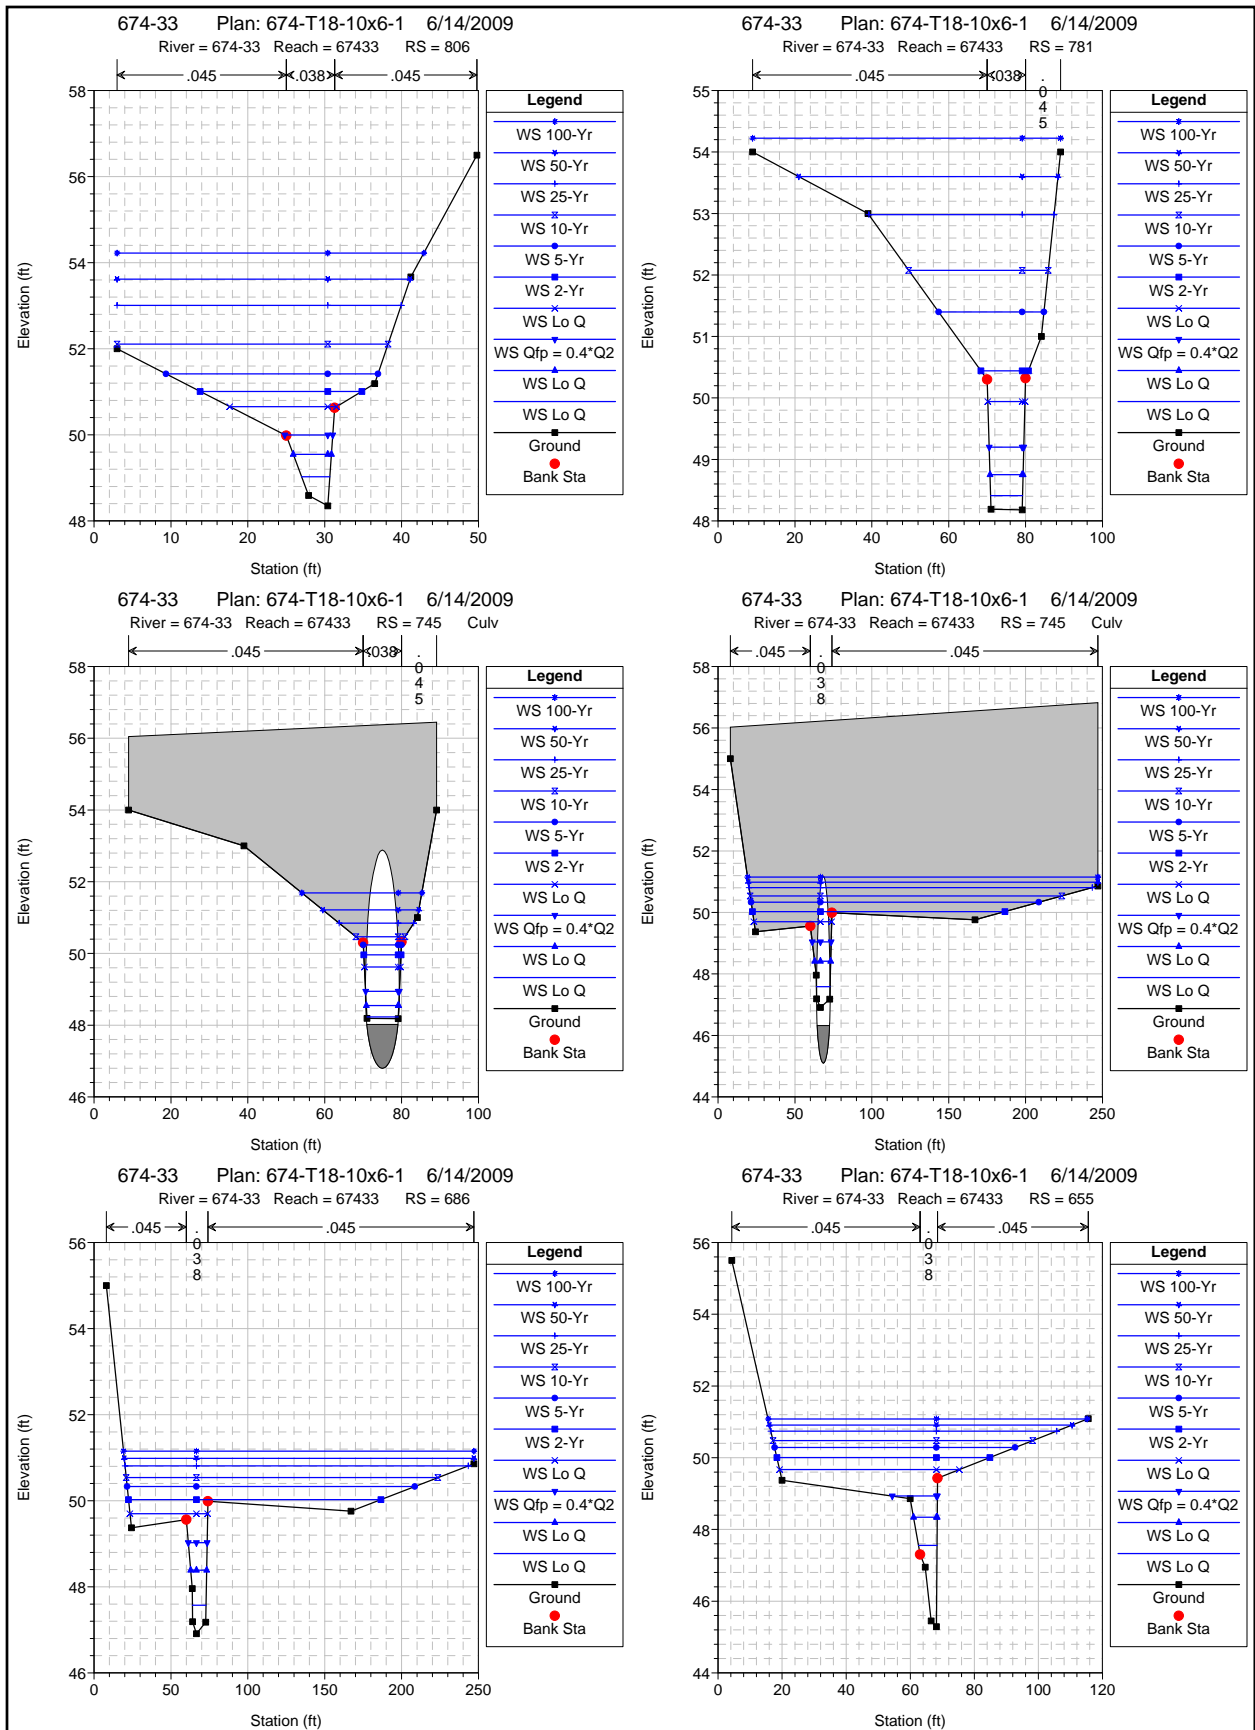 674-33 Plan: 674-T18-10x6-1 6/14/2009
River = 674-33 Reach = 67433 RS = 806
.045 .038 .045
58
56
54
52
50
48
0 10 20 30 40 50
Elevation (ft)
Station (ft)
Legend
WS 100-Yr
WS 50-Yr
WS 25-Yr
WS 10-Yr
WS 5-Yr
WS 2-Yr
WS Lo Q
WS Qfp = 0.4*Q2
WS Lo Q
WS Lo Q
Ground
Bank Sta
674-33 Plan: 674-T18-10x6-1 6/14/2009
River = 674-33 Reach = 67433 RS = 781
.045 .038 .045
55
54
53
52
51
50
49
48
0 20 40 60 80 100
Elevation (ft)
Station (ft)
Legend
WS 100-Yr
WS 50-Yr
WS 25-Yr
WS 10-Yr
WS 5-Yr
WS 2-Yr
WS Lo Q
WS Qfp = 0.4*Q2
WS Lo Q
WS Lo Q
Ground
Bank Sta
674-33 Plan: 674-T18-10x6-1 6/14/2009
River = 674-33 Reach = 67433 RS = 745 Culv
.045 .038 .045
58
56
54
52
50
48
46
0 20 40 60 80 100
Elevation (ft)
Station (ft)
Legend
WS 100-Yr
WS 50-Yr
WS 25-Yr
WS 10-Yr
WS 5-Yr
WS 2-Yr
WS Lo Q
WS Qfp = 0.4*Q2
WS Lo Q
WS Lo Q
Ground
Bank Sta
674-33 Plan: 674-T18-10x6-1 6/14/2009
River = 674-33 Reach = 67433 RS = 745 Culv
.045 .038 .045
58
56
54
52
50
48
46
44
0 50 100 150 200 250
Elevation (ft)
Station (ft)
Legend
WS 100-Yr
WS 50-Yr
WS 25-Yr
WS 10-Yr
WS 5-Yr
WS 2-Yr
WS Lo Q
WS Qfp = 0.4*Q2
WS Lo Q
WS Lo Q
Ground
Bank Sta
674-33 Plan: 674-T18-10x6-1 6/14/2009
River = 674-33 Reach = 67433 RS = 686
.045 .038 .045
56
54
52
50
48
46
0 50 100 150 200 250
Elevation (ft)
Station (ft)
Legend
WS 100-Yr
WS 50-Yr
WS 25-Yr
WS 10-Yr
WS 5-Yr
WS 2-Yr
WS Lo Q
WS Qfp = 0.4*Q2
WS Lo Q
WS Lo Q
Ground
Bank Sta
674-33 Plan: 674-T18-10x6-1 6/14/2009
River = 674-33 Reach = 67433 RS = 655
.045 .038 .045
56
54
52
50
48
46
44
0 20 40 60 80 100 120
Elevation (ft)
Station (ft)
Legend
WS 100-Yr
WS 50-Yr
WS 25-Yr
WS 10-Yr
WS 5-Yr
WS 2-Yr
WS Lo Q
WS Qfp = 0.4*Q2
WS Lo Q
WS Lo Q
Ground
Bank Sta